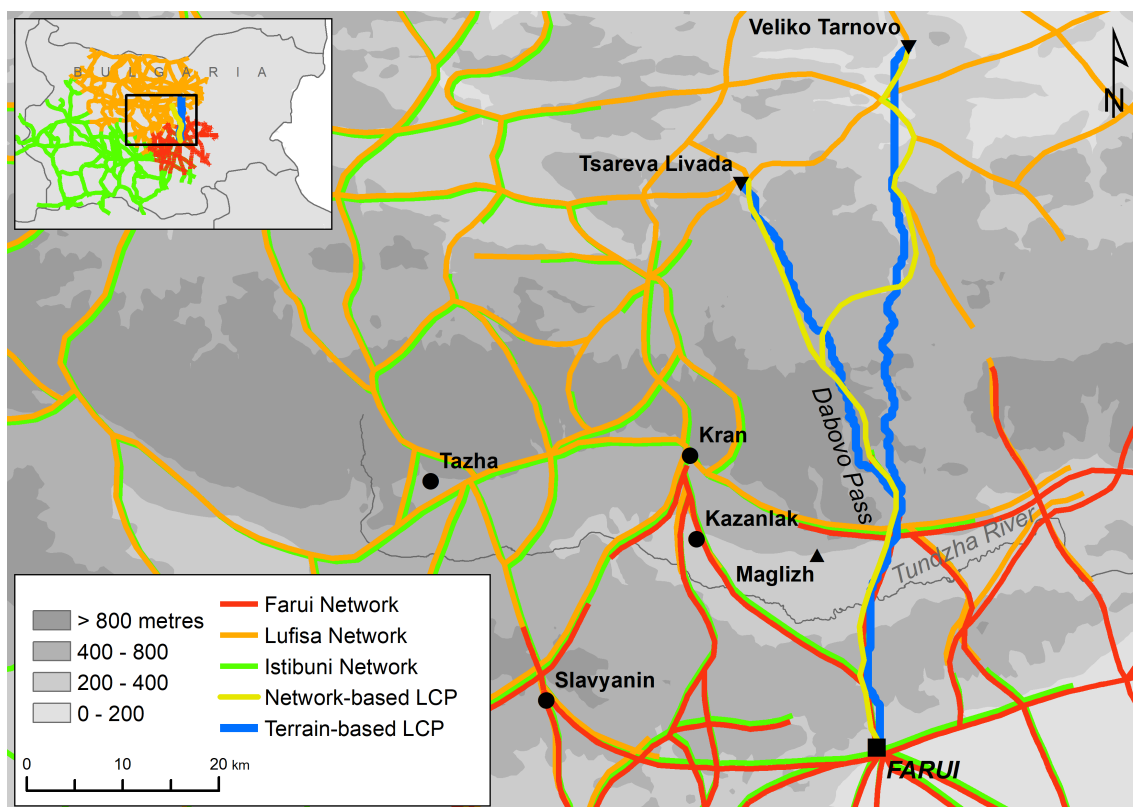 BULGARIA
Veliko Tarnovo
N
Tsareva Livada
Dabovo Pass
Kran
Tazha
Kazanlak
Maglizh
Tundzha River
Slavyanin
FARUI
> 800 metres
400 - 800
200 - 400
0 - 200
Farui Network
Lufisa Network
Istibuni Network
Network-based LCP
Terrain-based LCP
0 10 20 km